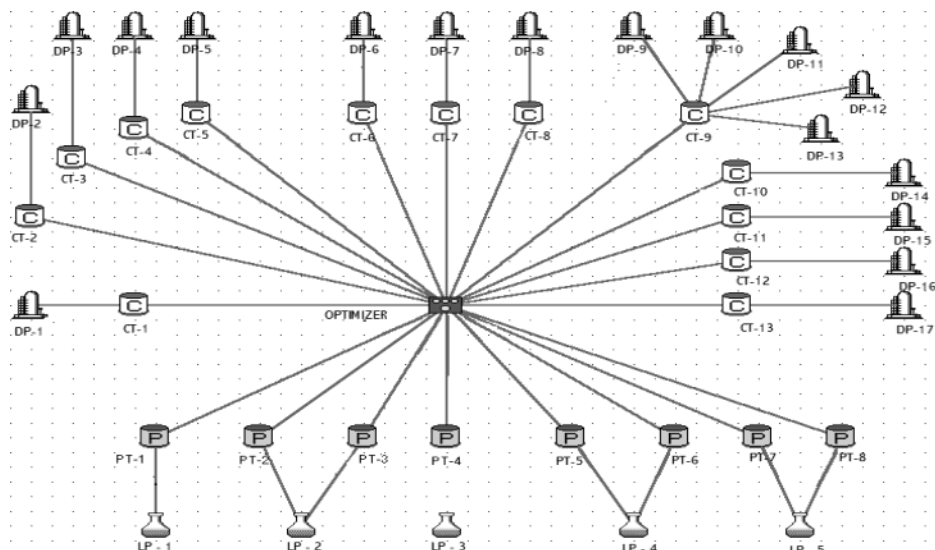 DP-3
DP-4
DP-5
DP-6
DP-7
DP-8
DP-9
DP-10
DP-11
DP-12
DP-13
DP-2
C
CT-3
C
CT-4
C
CT-5
C
CT-6
C
CT-7
C
CT-8
C
CT-9
C
CT-2
C
CT-10
DP-14
C
CT-11
DP-15
C
CT-12
DP-16
DP-1
C
CT-1
OPTIMIZER
C
CT-13
DP-17
P
PT-1
P
PT-2
P
PT-3
P
PT-4
P
PT-5
P
PT-6
P
PT-7
P
PT-8
LP - 1
LP - 2
LP - 3
LP - 4
LP - 5